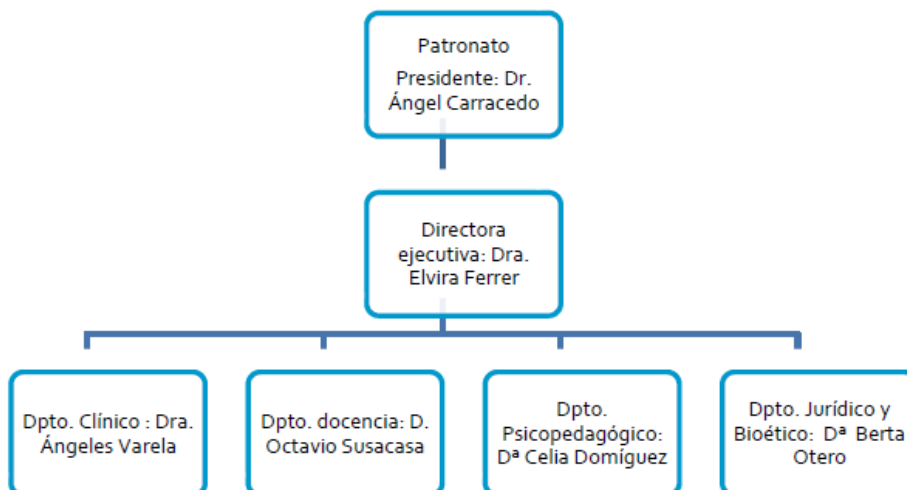 Patronato
Presidente: Dr.
Ángel Carracedo
Directora
ejecutiva: Dra.
Elvira Ferrer
Dpto. Clínico : Dra.
Ángeles Varela
Dpto. docencia: D.
Octavio Susacasa
Dpto.
Psicopedagógico:
Dª Celia Domíguez
Dpto. Jurídico y
Bioético: Dª Berta
Otero